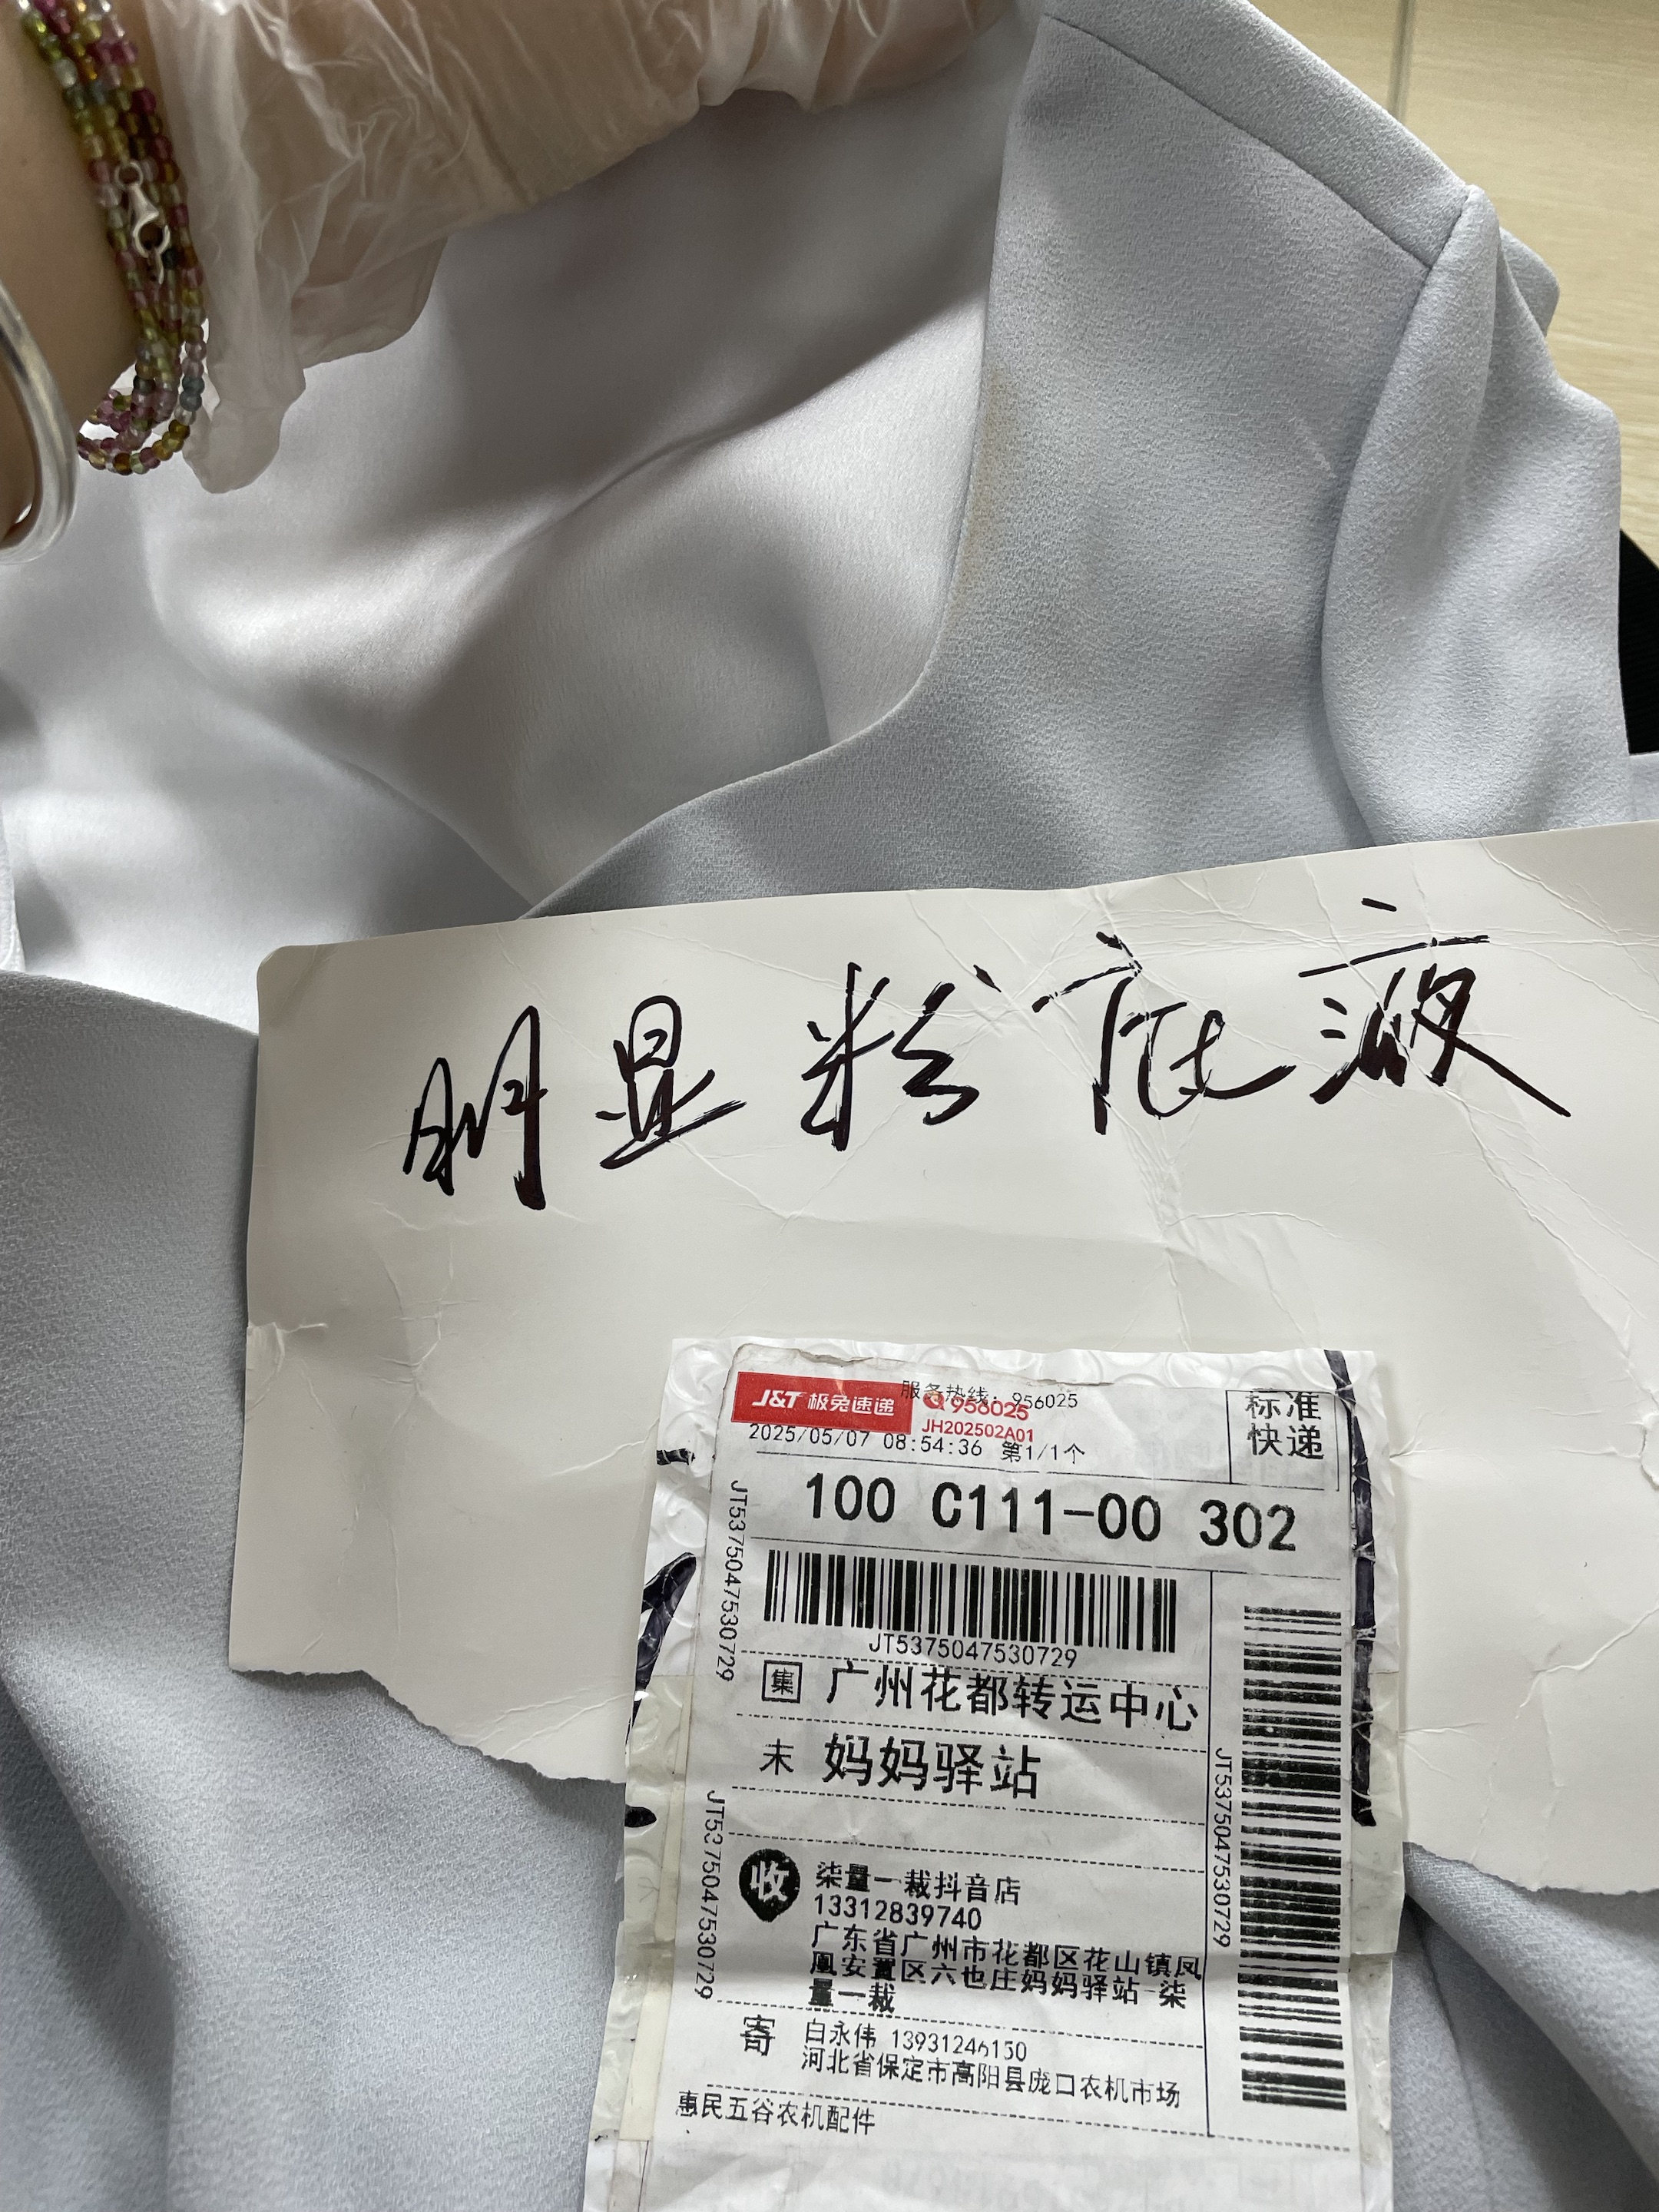 明显粉底液
J&T 极兔速递
服务热线：956025
956025
JH202502A01
2025/05/07 08:54:36 第1/1个
标准
快递
100 C111-00 302
JT5375047530729
JT5375047530729
集 广州花都转运中心
末 妈妈驿站
JT5375047530729
JT5375047530729
收 柒量一裁抖音店
13312839740
广东省广州市花都区花山镇凤
凰安置区六也庄妈妈驿站-柒
量一裁
寄 白永伟 13931246150
河北省保定市高阳县庞口农机市场
惠民五谷农机配件